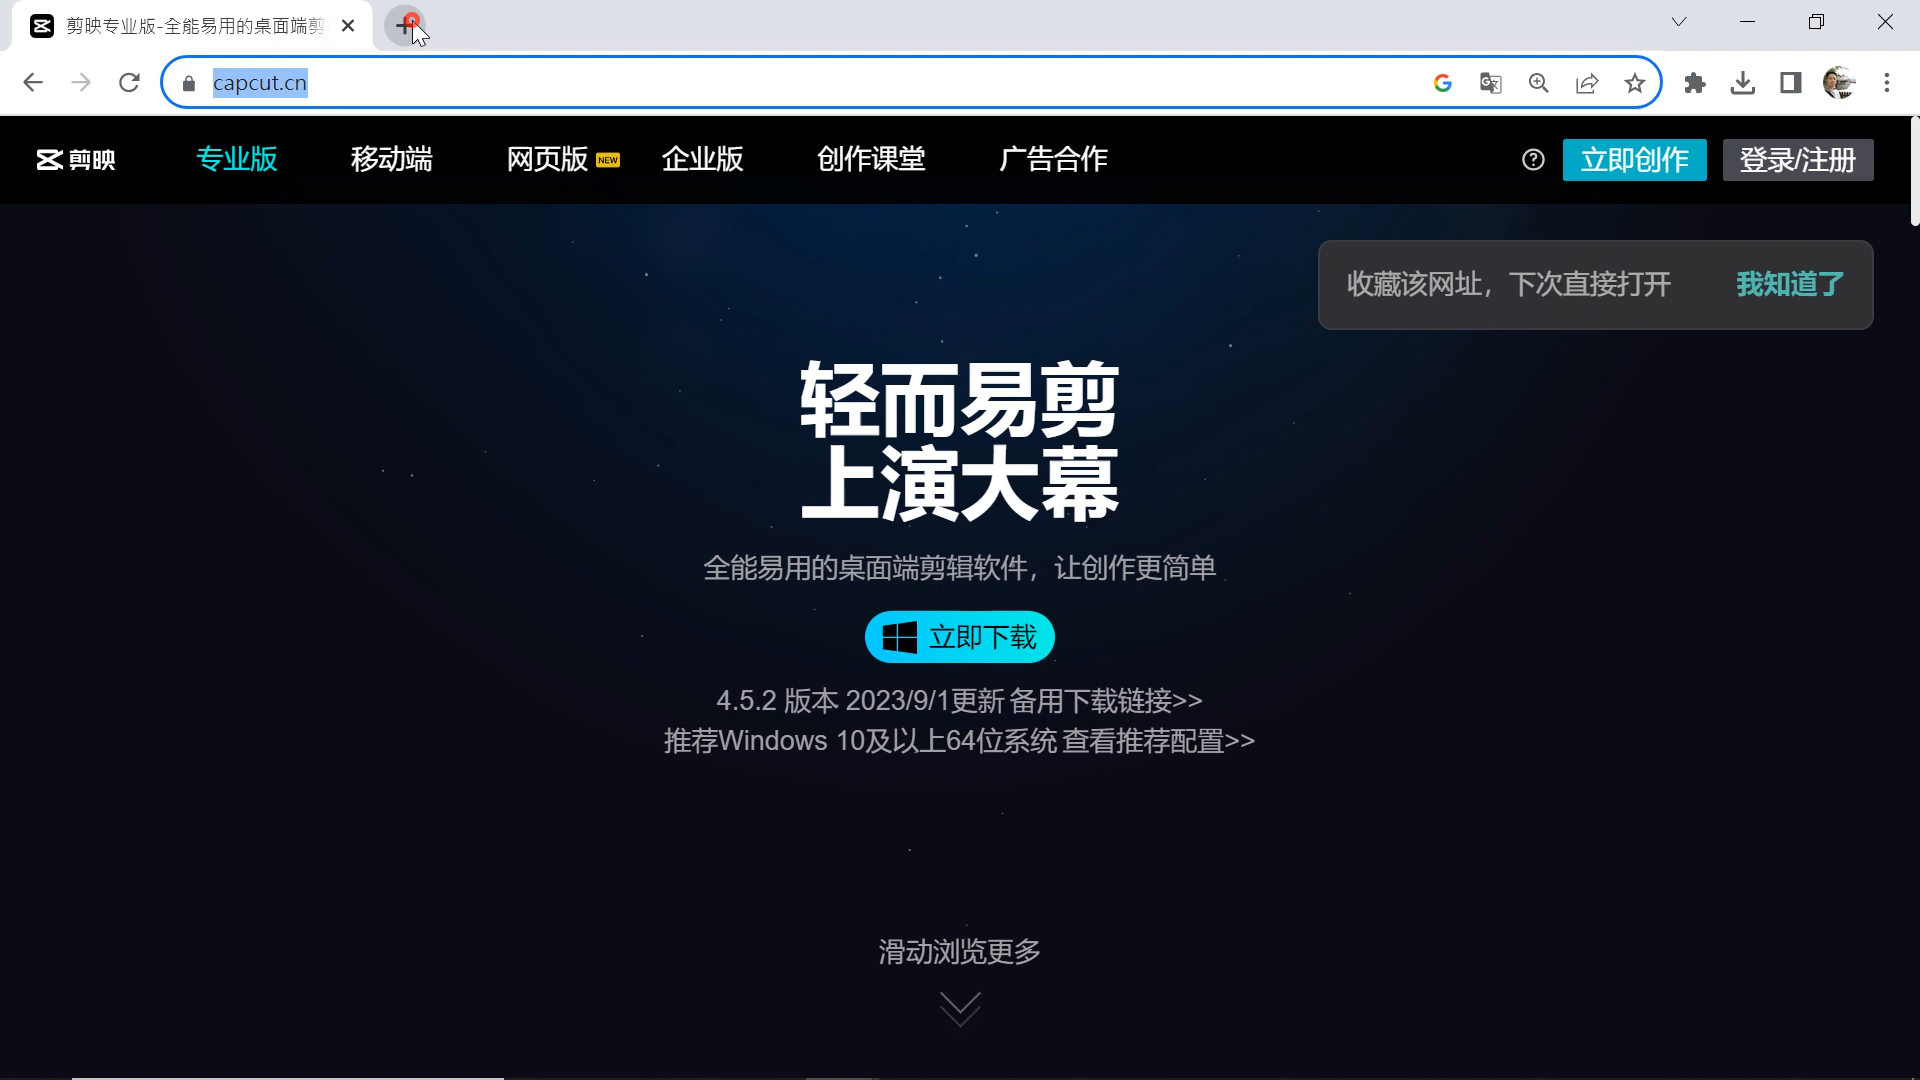 剪映专业版-全能易用的桌面端剪
capcut.cn
剪映
专业版
移动端
网页版 NEW
企业版
创作课堂
广告合作
立即创作
登录/注册
收藏该网址，下次直接打开
我知道了
轻而易剪
上演大幕
全能易用的桌面端剪辑软件，让创作更简单
立即下载
4.5.2 版本 2023/9/1更新 备用下载链接>>
推荐Windows 10及以上64位系统 查看推荐配置>>
滑动浏览更多